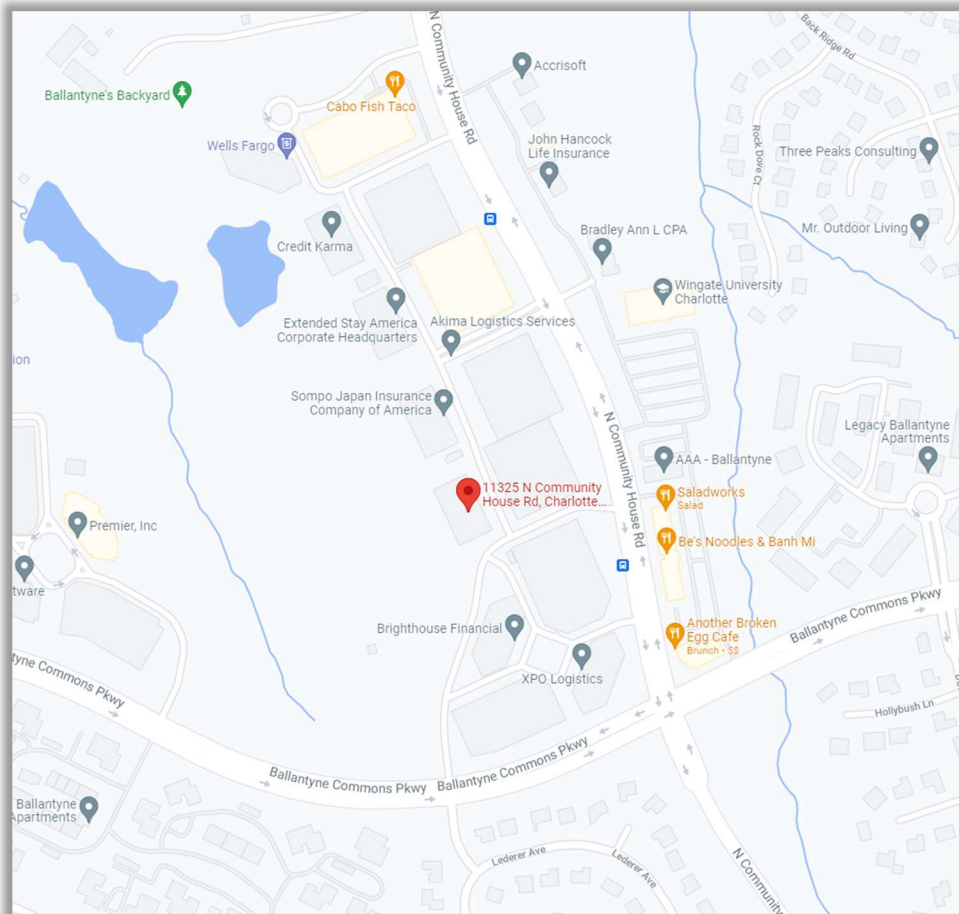 Back Ridge Rd
N Community House Rd
Accrisoft
Ballantyne's Backyard
Cabo Fish Taco
Rock Dove Ct
Wells Fargo
John Hancock
Life Insurance
Three Peaks Consulting
Credit Karma
Bradley Ann L CPA
Mr. Outdoor Living
Wingate University
Charlotte
Extended Stay America
Corporate Headquarters
Akima Logistics Services
ion
Sompo Japan Insurance
Company of America
N Community House Rd
Legacy Ballantyne
Apartments
AAA - Ballantyne
11325 N Community
House Rd, Charlotte...
Saladworks
Salad
Premier, Inc
Be's Noodles & Banh Mi
tware
Brighthouse Financial
Another Broken
Egg Cafe
Brunch • $$
Ballantyne Commons Pkwy
XPO Logistics
tyne Commons Pkwy
Hollybush Ln
Ballantyne Commons Pkwy
Ballantyne Commons Pkwy
Ballantyne
Apartments
Lederer Ave
Lederer Ave
N Community